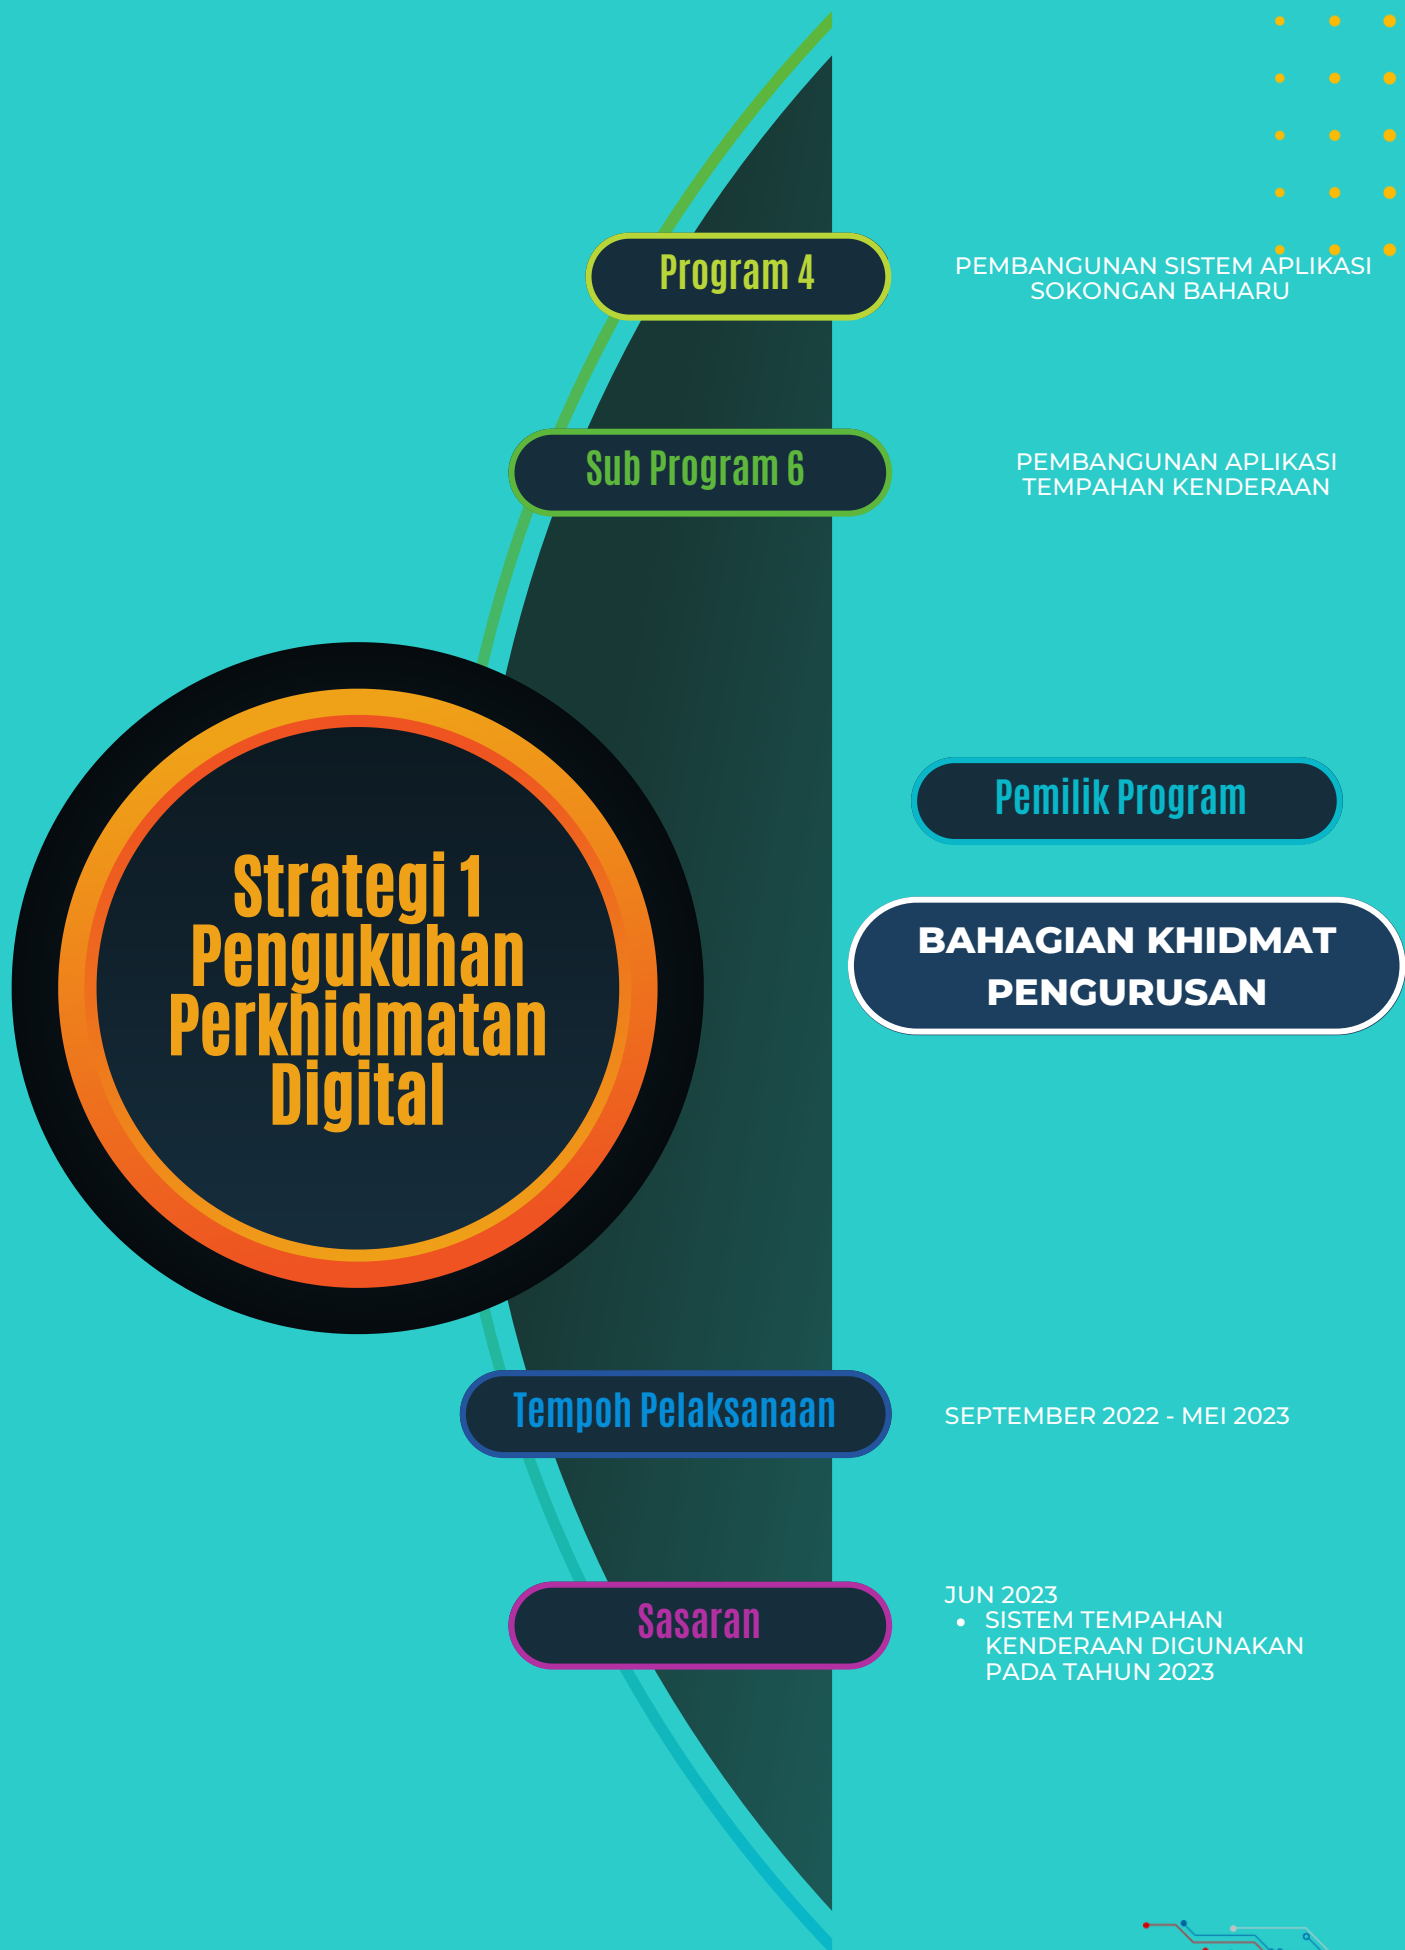 Program 4
PEMBANGUNAN SISTEM APLIKASI
SOKONGAN BAHARU
Sub Program 6
PEMBANGUNAN APLIKASI
TEMPAHAN KENDERAAN
Pemilik Program
BAHAGIAN KHIDMAT
PENGURUSAN
Strategi 1
Pengukuhan
Perkhidmatan
Digital
Tempoh Pelaksanaan
SEPTEMBER 2022 - MEI 2023
Sasaran
JUN 2023
• SISTEM TEMPAHAN
KENDERAAN DIGUNAKAN
PADA TAHUN 2023